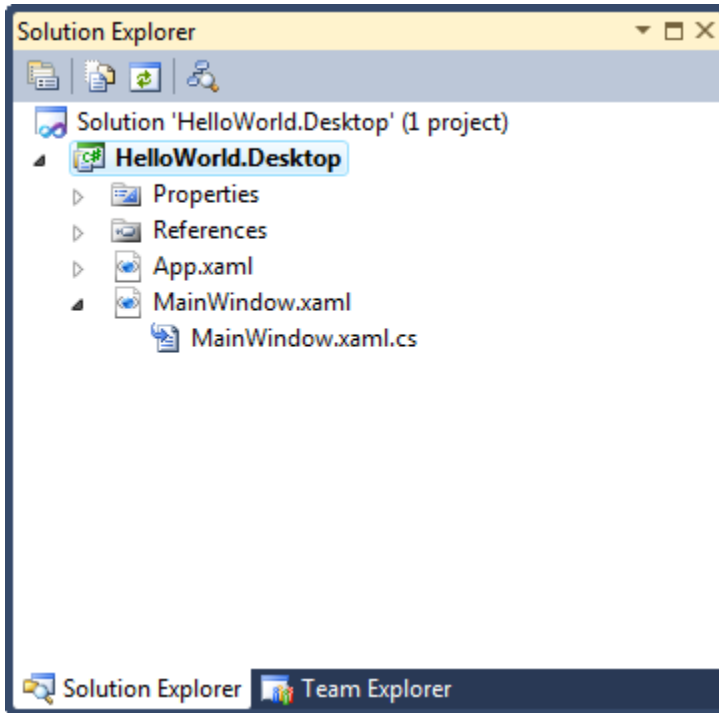 Solution Explorer
Solution 'HelloWorld.Desktop' (1 project)
C# HelloWorld.Desktop
Properties
References
App.xaml
MainWindow.xaml
MainWindow.xaml.cs
Solution Explorer Team Explorer